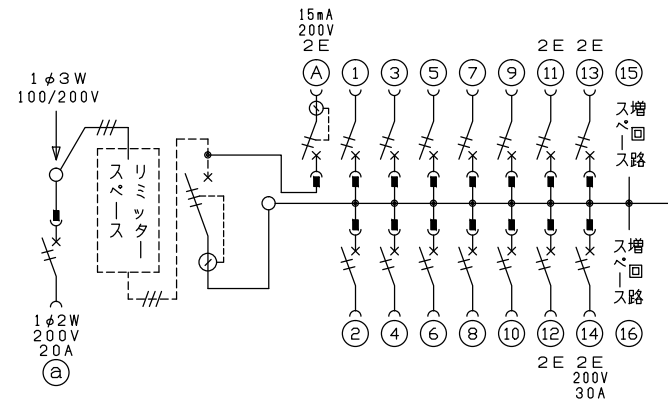 15mA
200V
2E
A 1 3 5 7 9 11 13 15
2E 2E
1φ3W
100/200V
リミッター
スペース
増回路
スペース
増回路
スペース
1φ2W
200V
20A
a
2 4 6 8 10 12 14 16
2E 2E
200V
30A